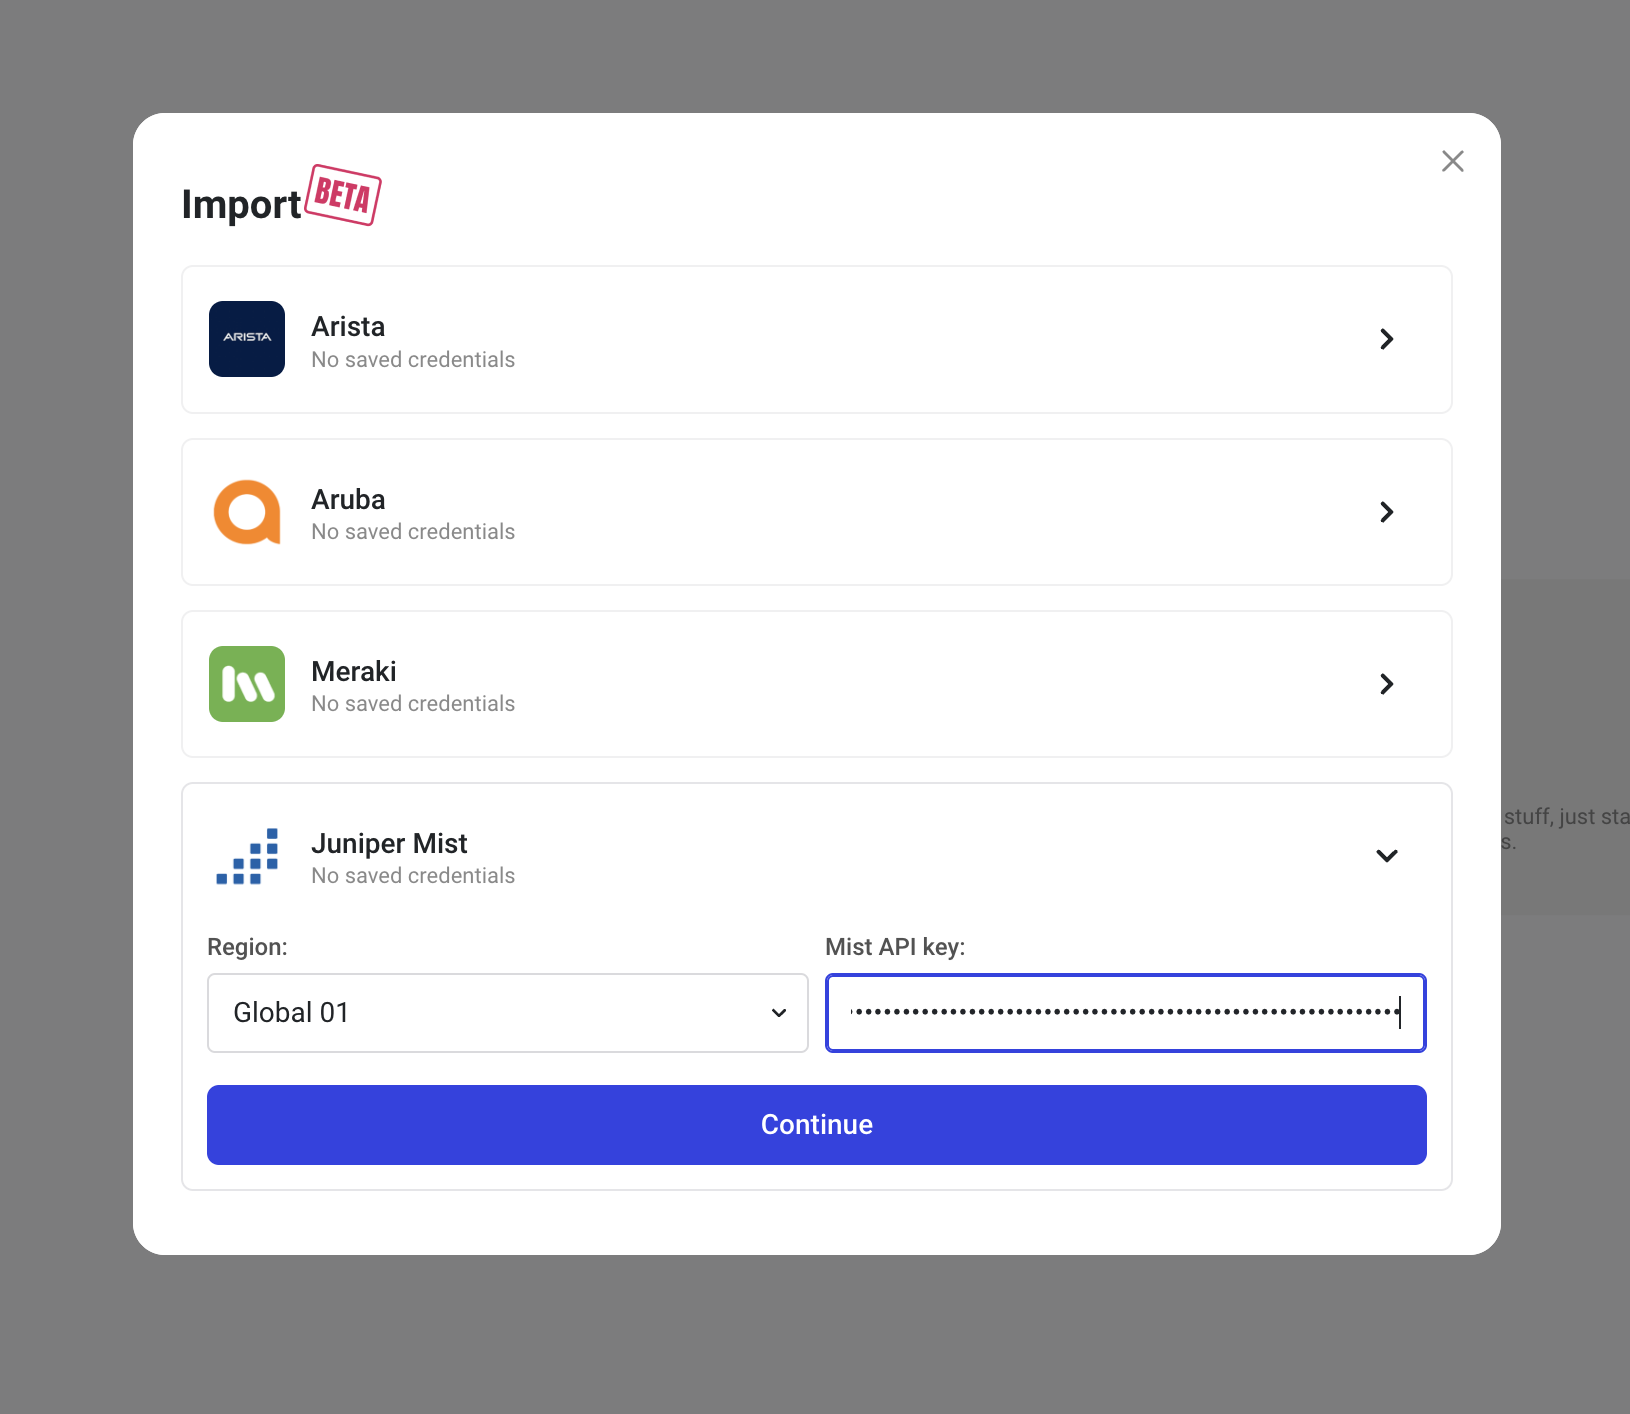 Import
BETA
ARISTA
Arista
No saved credentials
Aruba
No saved credentials
Meraki
No saved credentials
Juniper Mist
No saved credentials
Region:
Mist API key:
Global 01
Continue
stuff, just sta
s.